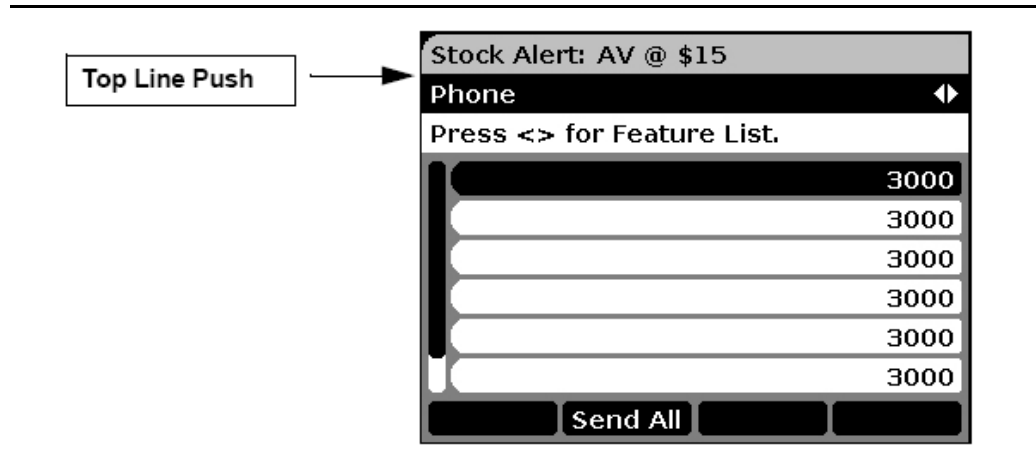 Top Line Push
Stock Alert: AV @ $15
Phone
Press <> for Feature List.
3000
3000
3000
3000
3000
3000
Send All